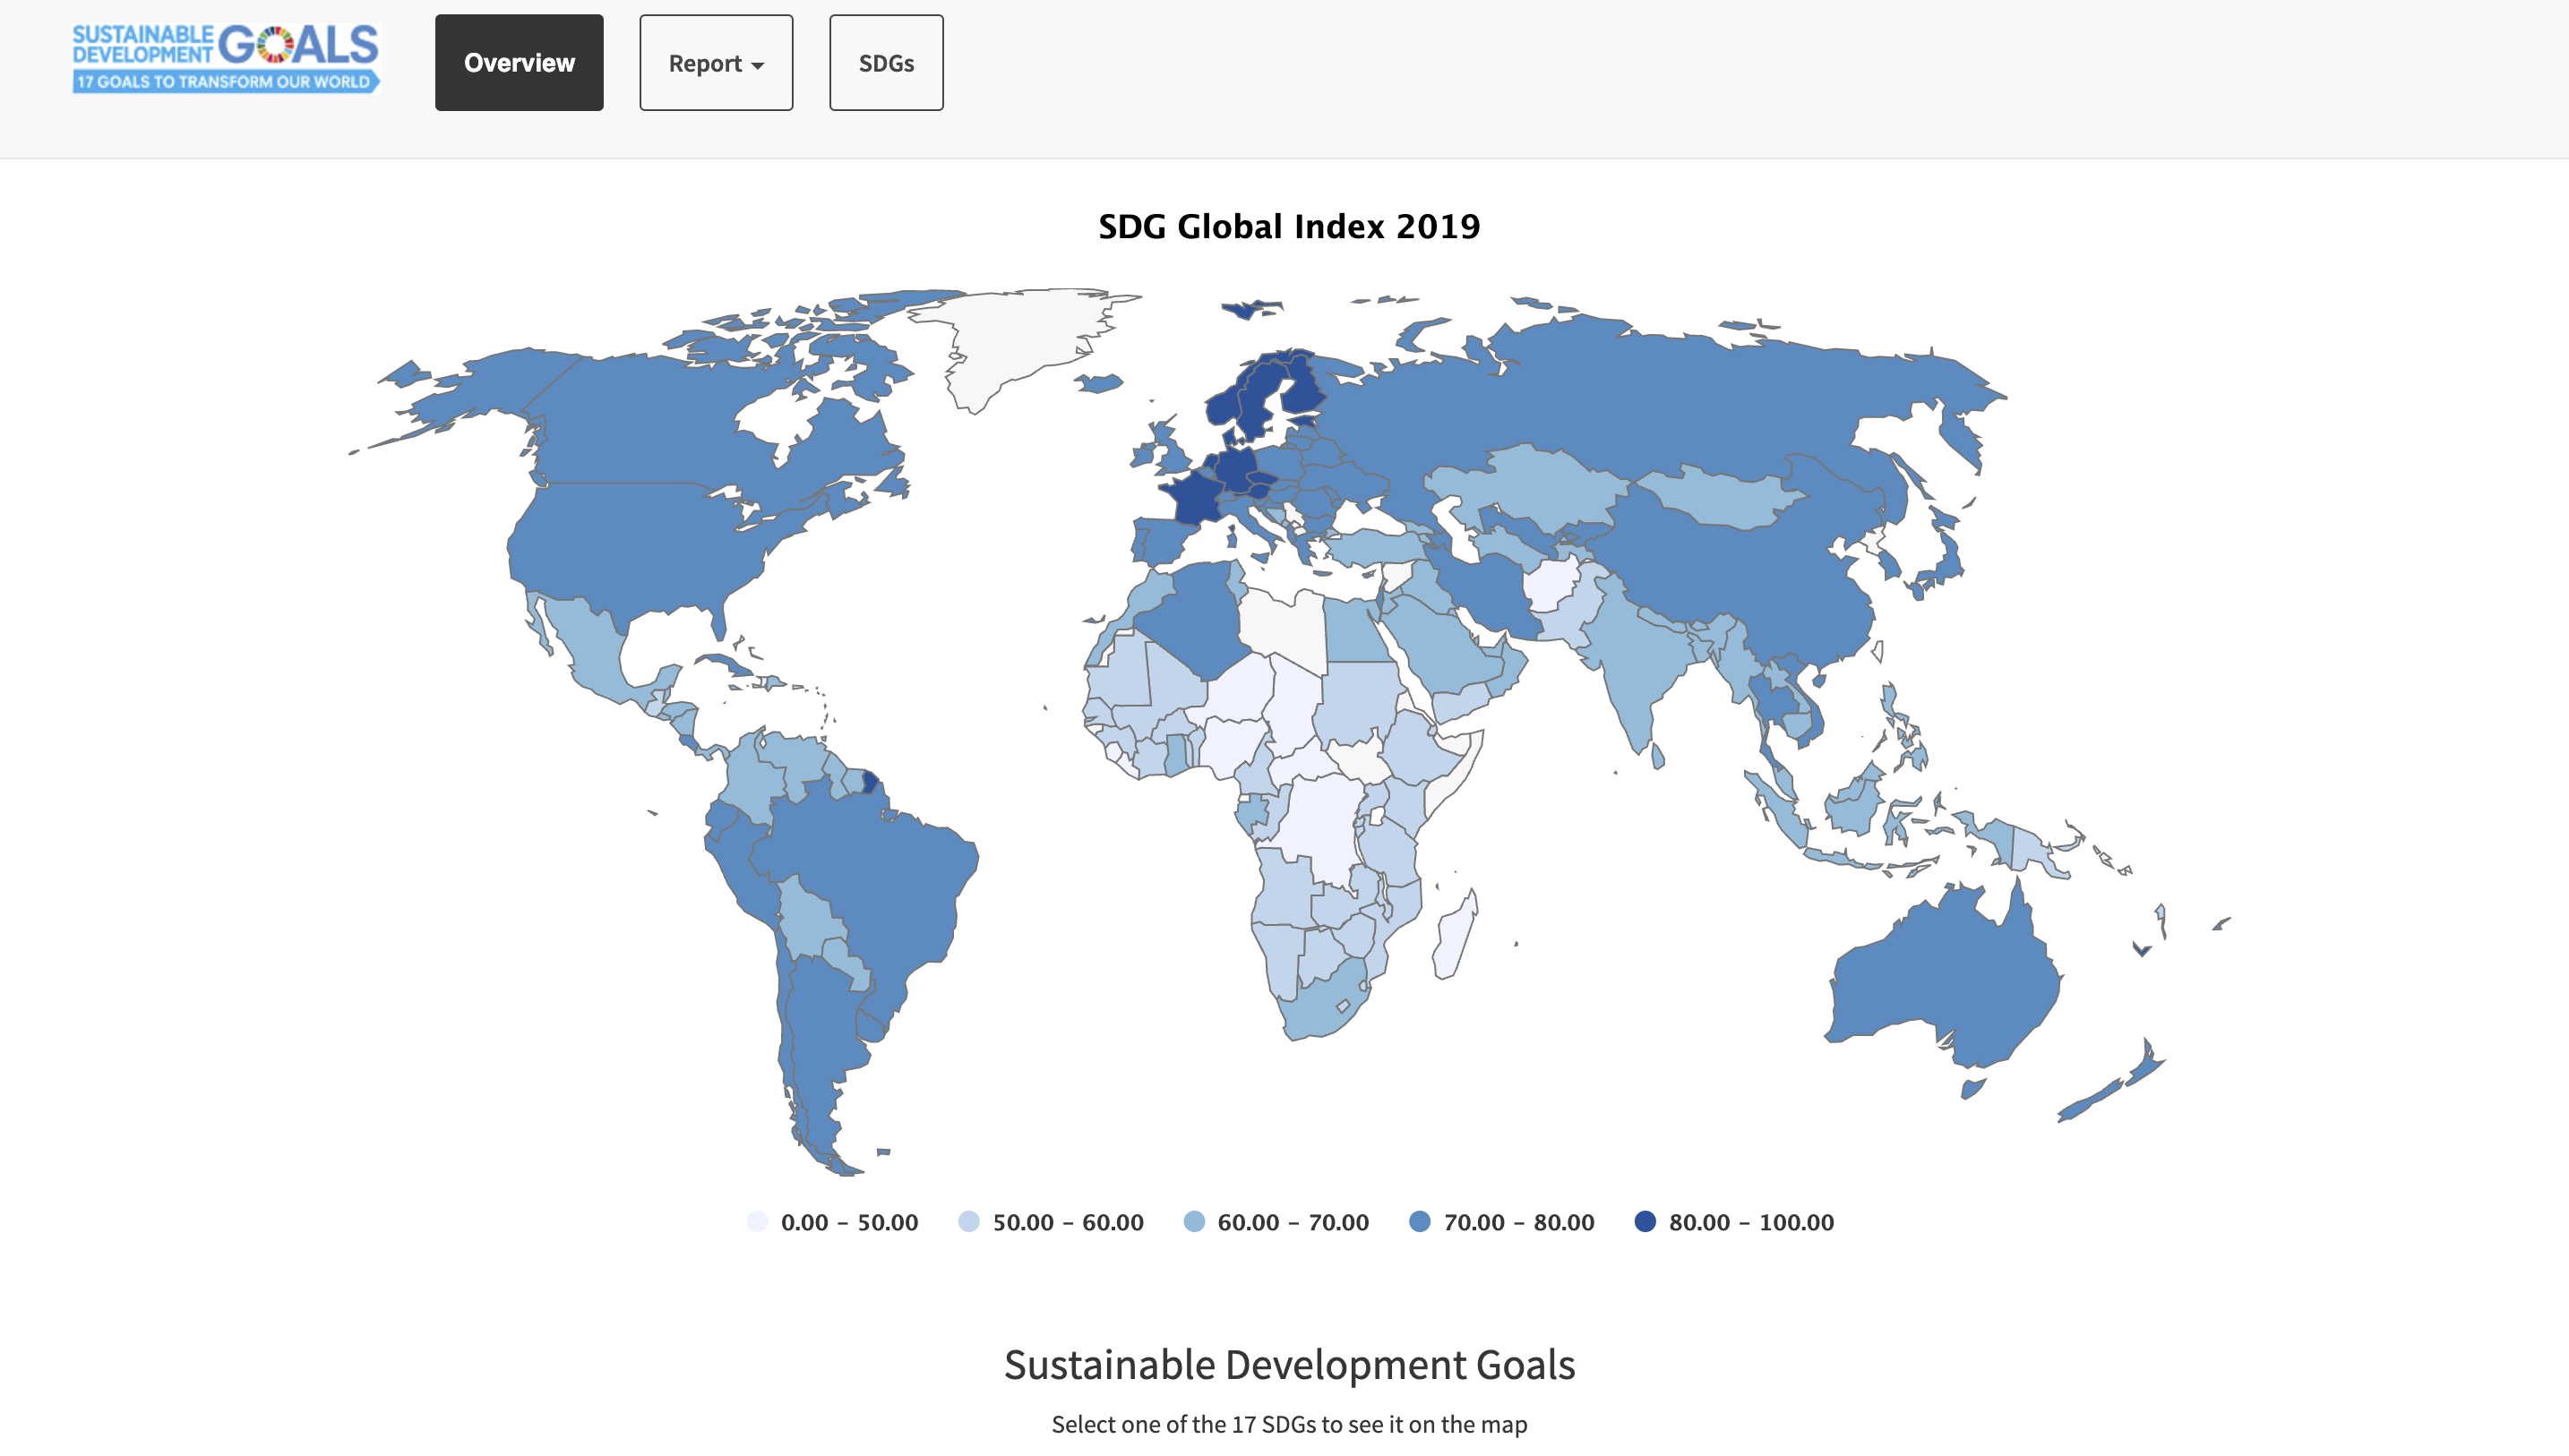 SUSTAINABLE
DEVELOPMENT GOALS
17 GOALS TO TRANSFORM OUR WORLD
Overview
Report
SDGs
SDG Global Index 2019
0.00 – 50.00
50.00 – 60.00
60.00 – 70.00
70.00 – 80.00
80.00 – 100.00
Sustainable Development Goals
Select one of the 17 SDGs to see it on the map